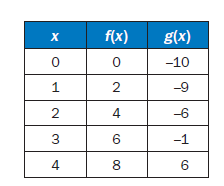 x f(x) g(x)
0 0 –10
1 2 –9
2 4 –6
3 6 –1
4 8 6